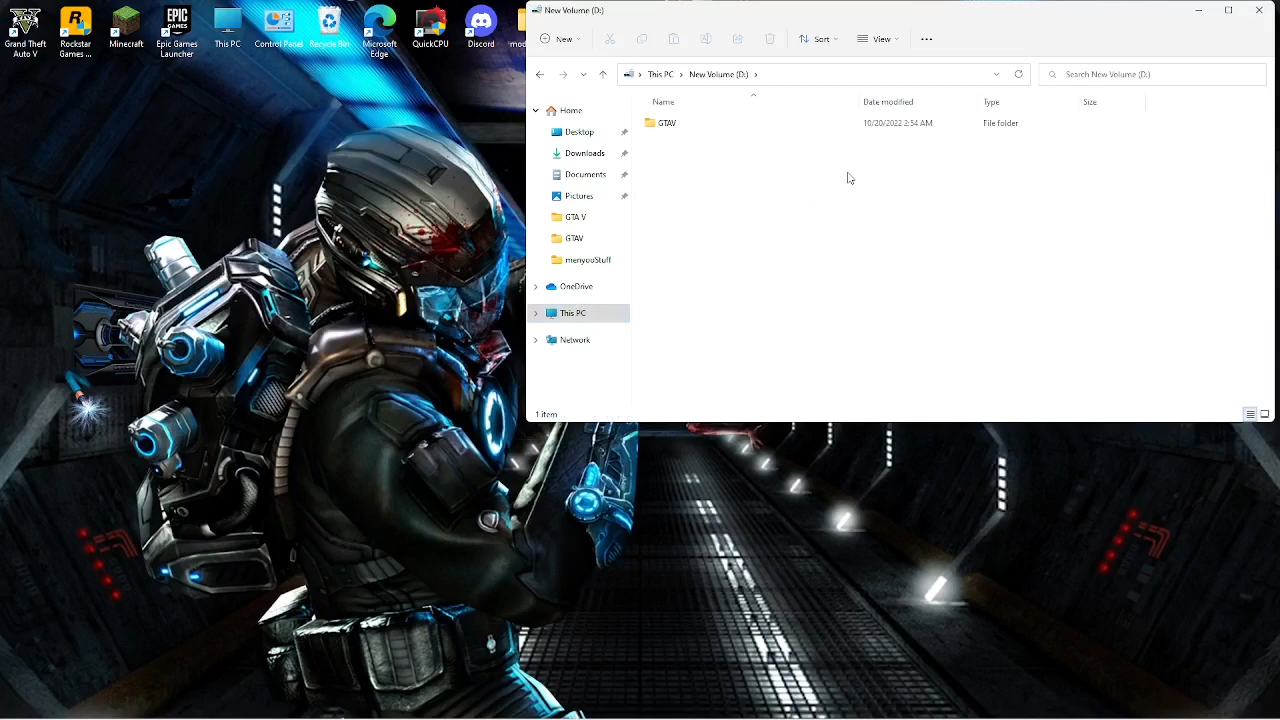 Grand Theft Auto V
Rockstar Games ...
Minecraft
Epic Games Launcher
This PC
Control Panel
Recycle Bin
Microsoft Edge
QuickCPU
Discord
mod
New Volume (D:)
New
Sort
View
This PC > New Volume (D:) >
Search New Volume (D:)
Name Date modified Type Size
GTAV 10/20/2022 2:54 AM File folder
Home
Desktop
Downloads
Documents
Pictures
GTA V
GTAV
menyooStuff
OneDrive
This PC
Network
1 item